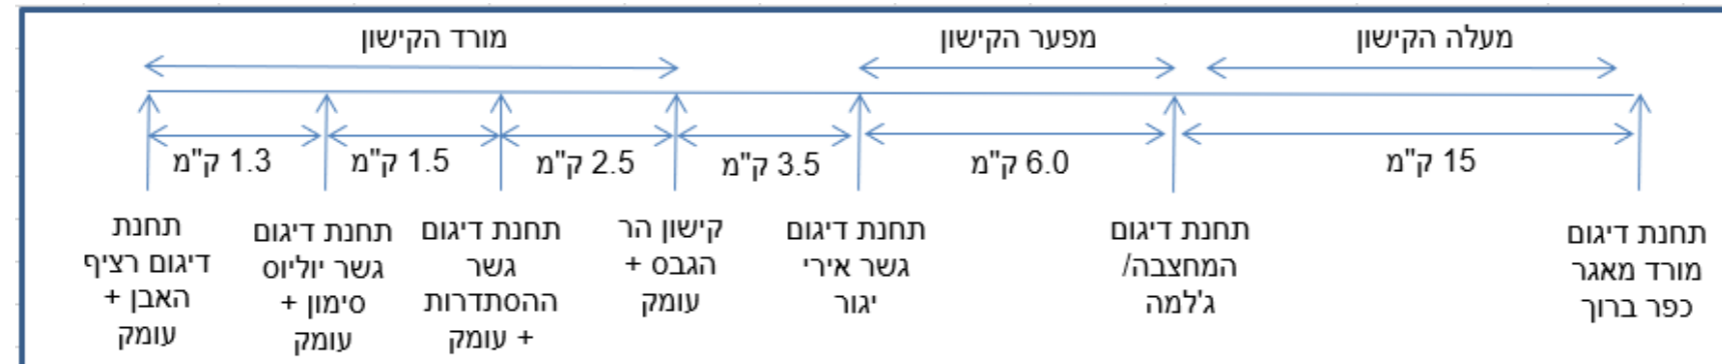 מעלה הקישון
מפער הקישון
מורד הקישון
15 ק"מ
6.0 ק"מ
3.5 ק"מ
2.5 ק"מ
1.5 ק"מ
1.3 ק"מ
תחנת דיגום
מורד מאגר
כפר ברוך
תחנת דיגום
המחצבה/
ג'למה
תחנת דיגום
גשר אירי
יגור
קישון הר
הגבס +
עומק
תחנת דיגום
גשר
ההסתדרות
+ עומק
תחנת דיגום
גשר יוליוס
סימון +
עומק
תחנת
דיגום רציף
האבן +
עומק